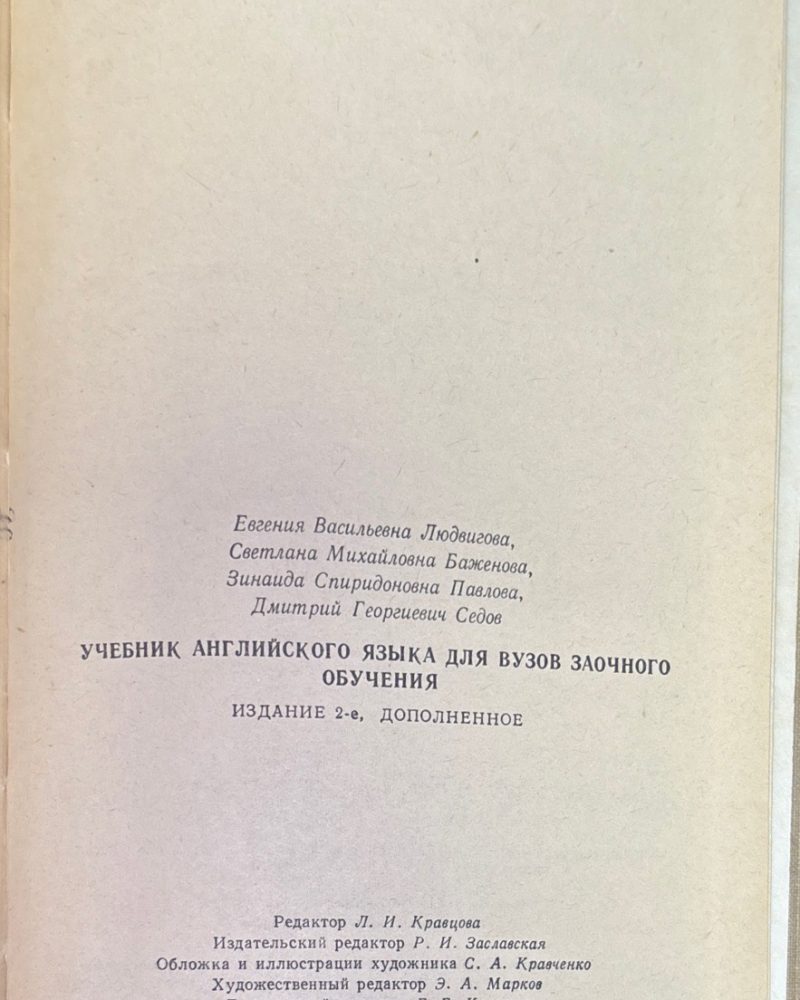 Евгения Васильевна Людвигова,
Светлана Михайловна Баженова,
Зинаида Спиридоновна Павлова,
Дмитрий Георгиевич Седов
УЧЕБНИК АНГЛИЙСКОГО ЯЗЫКА ДЛЯ ВУЗОВ ЗАОЧНОГО
ОБУЧЕНИЯ
ИЗДАНИЕ 2-е, ДОПОЛНЕННОЕ
Редактор Л. И. Кравцова
Издательский редактор Р. И. Заславская
Обложка и иллюстрации художника С. А. Кравченко
Художественный редактор Э. А. Марков